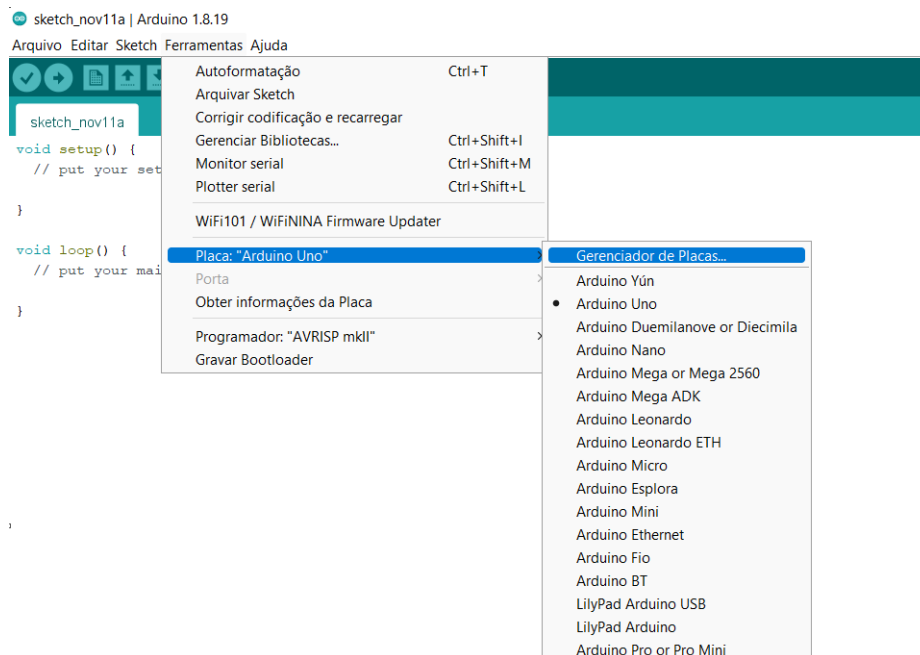 sketch_nov11a | Arduino 1.8.19
Arquivo Editar Sketch Ferramentas Ajuda
sketch_nov11a
void setup() {
// put your set
}
void loop() {
// put your mai
}
Autoformatação Ctrl+T
Arquivar Sketch
Corrigir codificação e recarregar
Gerenciar Bibliotecas... Ctrl+Shift+I
Monitor serial Ctrl+Shift+M
Plotter serial Ctrl+Shift+L
WiFi101 / WiFiNINA Firmware Updater
Placa: "Arduino Uno"
Porta
Obter informações da Placa
Programador: "AVRISP mkII"
Gravar Bootloader
Gerenciador de Placas...
Arduino Yún
Arduino Uno
Arduino Duemilanove or Diecimila
Arduino Nano
Arduino Mega or Mega 2560
Arduino Mega ADK
Arduino Leonardo
Arduino Leonardo ETH
Arduino Micro
Arduino Esplora
Arduino Mini
Arduino Ethernet
Arduino Fio
Arduino BT
LilyPad Arduino USB
LilyPad Arduino
Arduino Pro or Pro Mini